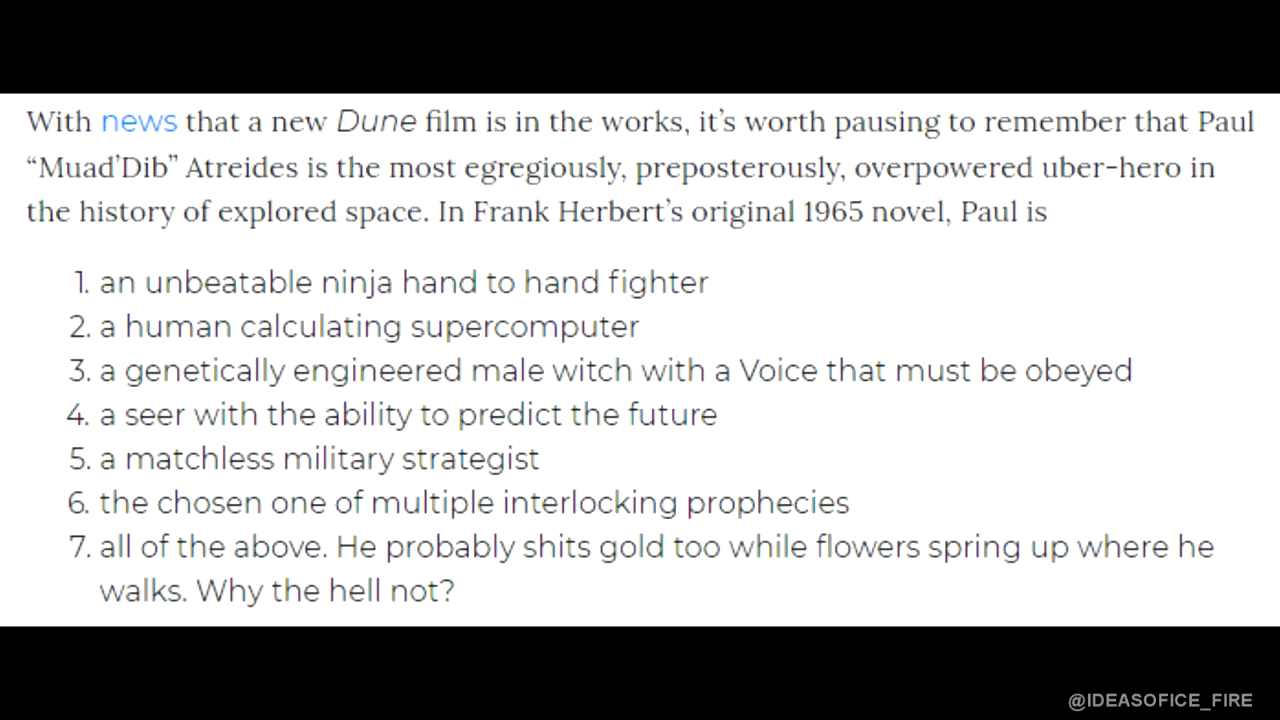 With news that a new Dune film is in the works, it’s worth pausing to remember that Paul
“Muad’Dib” Atreides is the most egregiously, preposterously, overpowered uber-hero in
the history of explored space. In Frank Herbert’s original 1965 novel, Paul is
1. an unbeatable ninja hand to hand fighter
2. a human calculating supercomputer
3. a genetically engineered male witch with a Voice that must be obeyed
4. a seer with the ability to predict the future
5. a matchless military strategist
6. the chosen one of multiple interlocking prophecies
7. all of the above. He probably shits gold too while flowers spring up where he
walks. Why the hell not?
@IDEASOFICE_FIRE